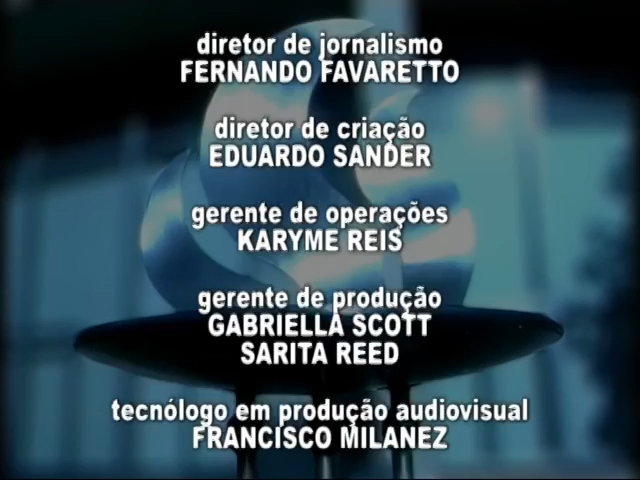 diretor de jornalismo
FERNANDO FAVARETTO
diretor de criação
EDUARDO SANDER
gerente de operações
KARYME REIS
gerente de produção
GABRIELLA SCOTT
SARITA REED
tecnólogo em produção audiovisual
FRANCISCO MILANEZ